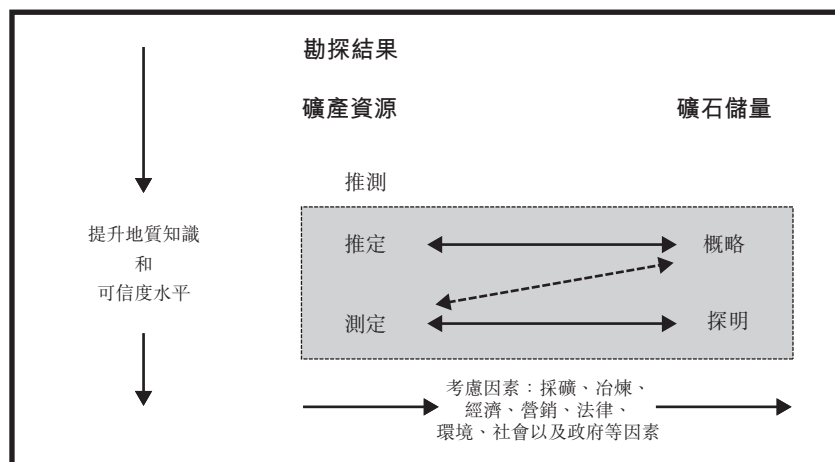 勘探結果
礦產資源
礦石儲量
推測
提升地質知識
和
可信度水平
推定
概略
測定
探明
考慮因素：採礦、冶煉、
經濟、營銷、法律、
環境、社會以及政府等因素